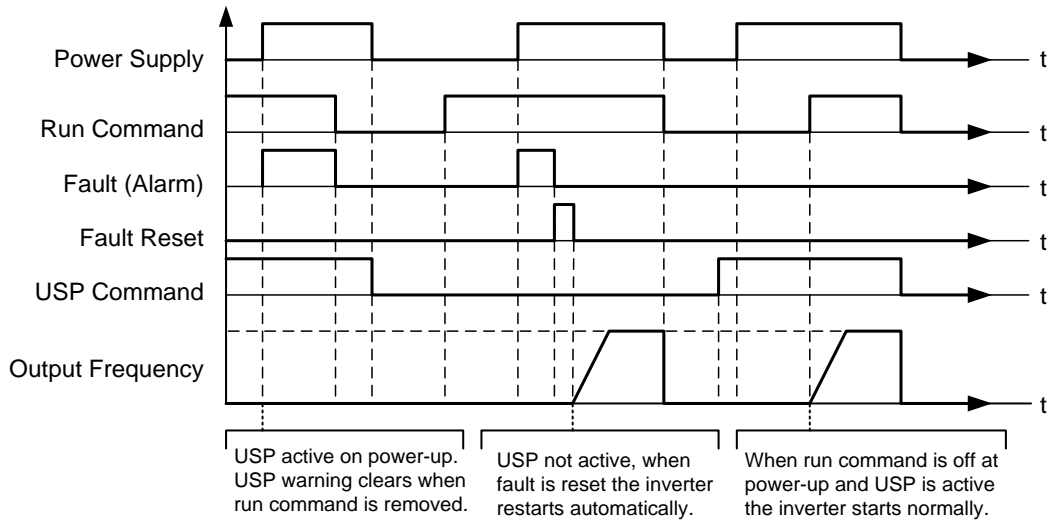 Power Supply
t
Run Command
t
Fault (Alarm)
t
Fault Reset
t
USP Command
t
Output Frequency
t
USP active on power-up.
USP warning clears when
run command is removed.
USP not active, when
fault is reset the inverter
restarts automatically.
When run command is off at
power-up and USP is active
the inverter starts normally.